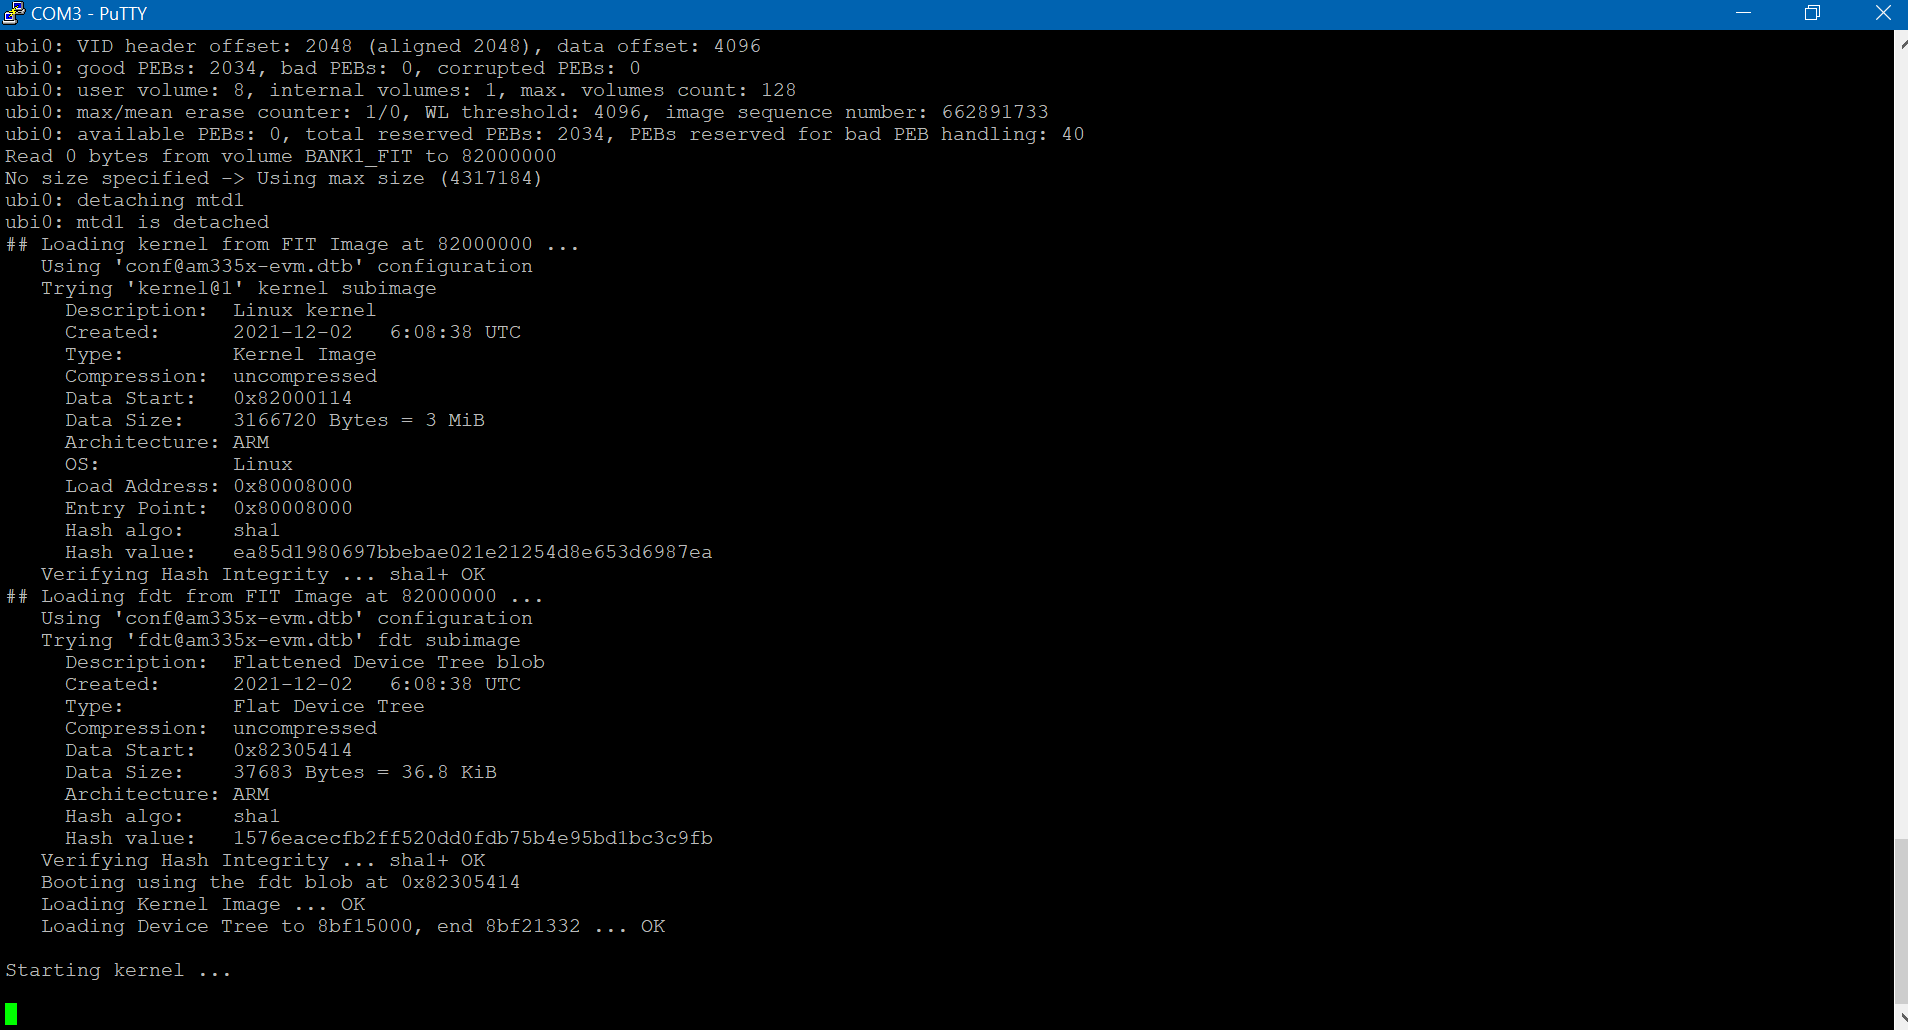 COM3 - PuTTY
ubi0: VID header offset: 2048 (aligned 2048), data offset: 4096
ubi0: good PEBs: 2034, bad PEBs: 0, corrupted PEBs: 0
ubi0: user volume: 8, internal volumes: 1, max. volumes count: 128
ubi0: max/mean erase counter: 1/0, WL threshold: 4096, image sequence number: 662891733
ubi0: available PEBs: 0, total reserved PEBs: 2034, PEBs reserved for bad PEB handling: 40
Read 0 bytes from volume BANK1_FIT to 82000000
No size specified -> Using max size (4317184)
ubi0: detaching mtd1
ubi0: mtd1 is detached
## Loading kernel from FIT Image at 82000000 ...
   Using 'conf@am335x-evm.dtb' configuration
   Trying 'kernel@1' kernel subimage
     Description:  Linux kernel
     Created:      2021-12-02   6:08:38 UTC
     Type:         Kernel Image
     Compression:  uncompressed
     Data Start:   0x82000114
     Data Size:    3166720 Bytes = 3 MiB
     Architecture: ARM
     OS:           Linux
     Load Address: 0x80008000
     Entry Point:  0x80008000
     Hash algo:    sha1
     Hash value:   ea85d1980697bbebae021e21254d8e653d6987ea
   Verifying Hash Integrity ... sha1+ OK
## Loading fdt from FIT Image at 82000000 ...
   Using 'conf@am335x-evm.dtb' configuration
   Trying 'fdt@am335x-evm.dtb' fdt subimage
     Description:  Flattened Device Tree blob
     Created:      2021-12-02   6:08:38 UTC
     Type:         Flat Device Tree
     Compression:  uncompressed
     Data Start:   0x82305414
     Data Size:    37683 Bytes = 36.8 KiB
     Architecture: ARM
     Hash algo:    sha1
     Hash value:   1576eacecfb2ff520dd0fdb75b4e95bd1bc3c9fb
   Verifying Hash Integrity ... sha1+ OK
   Booting using the fdt blob at 0x82305414
   Loading Kernel Image ... OK
   Loading Device Tree to 8bf15000, end 8bf21332 ... OK
Starting kernel ...